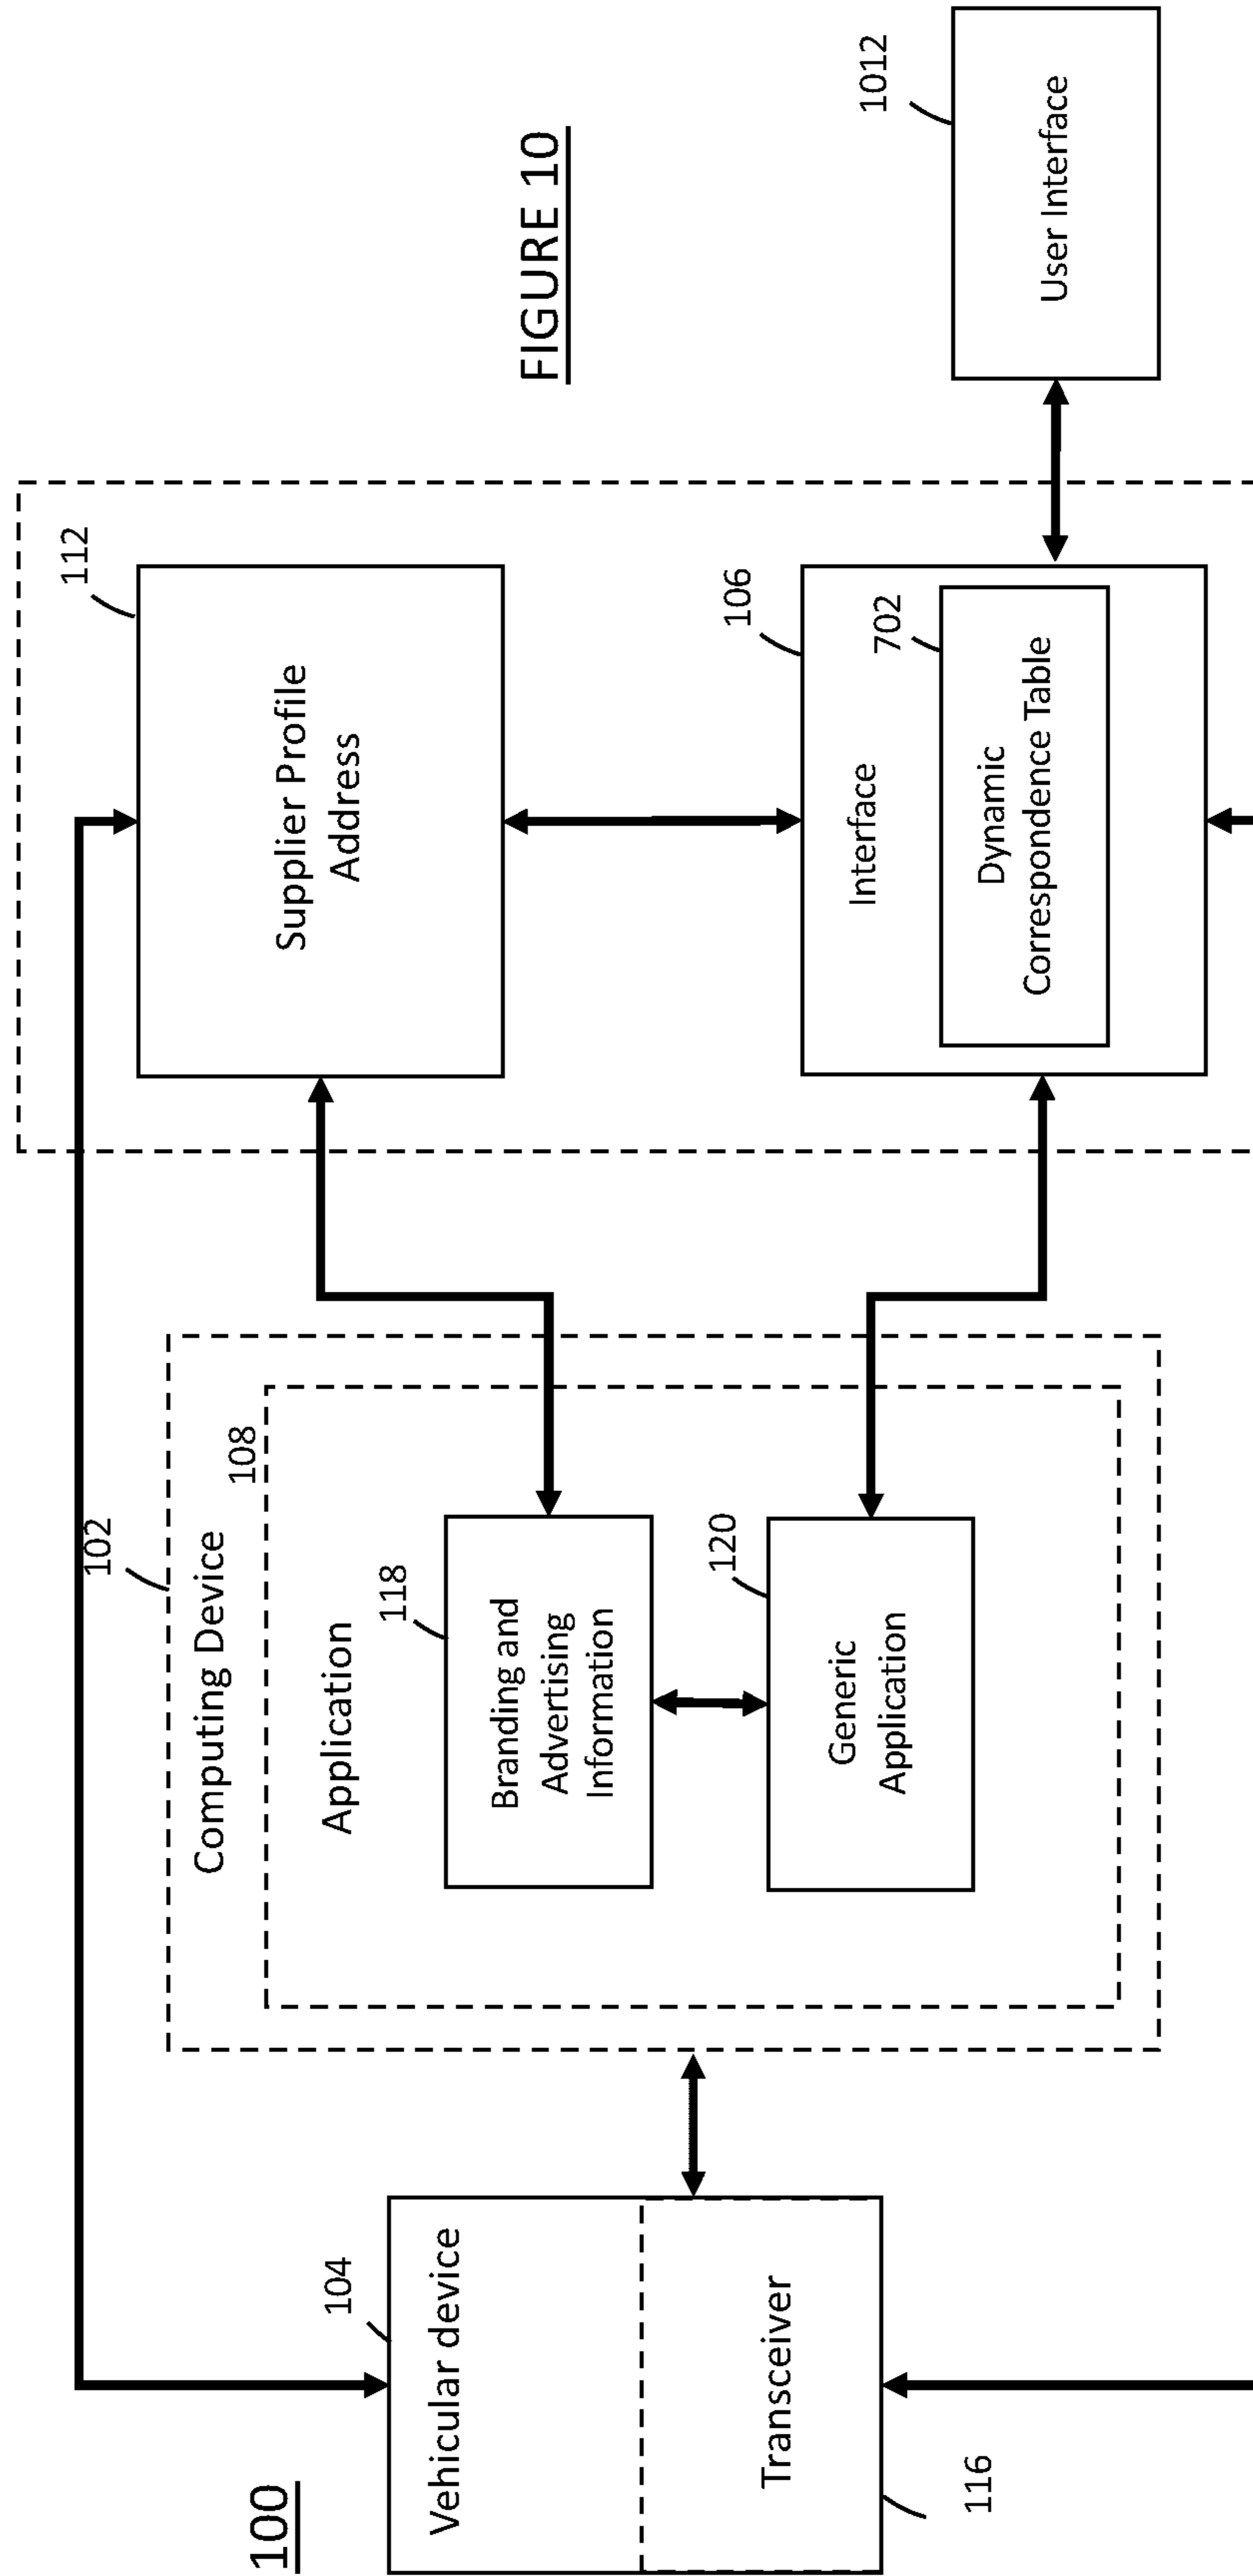 100
FIGURE 10
104
Vehicular device
Transceiver
116
102
Computing Device
108
Application
118
Branding and
Advertising
Information
120
Generic
Application
112
Supplier Profile
Address
106
Interface
702
Dynamic
Correspondence Table
1012
User Interface